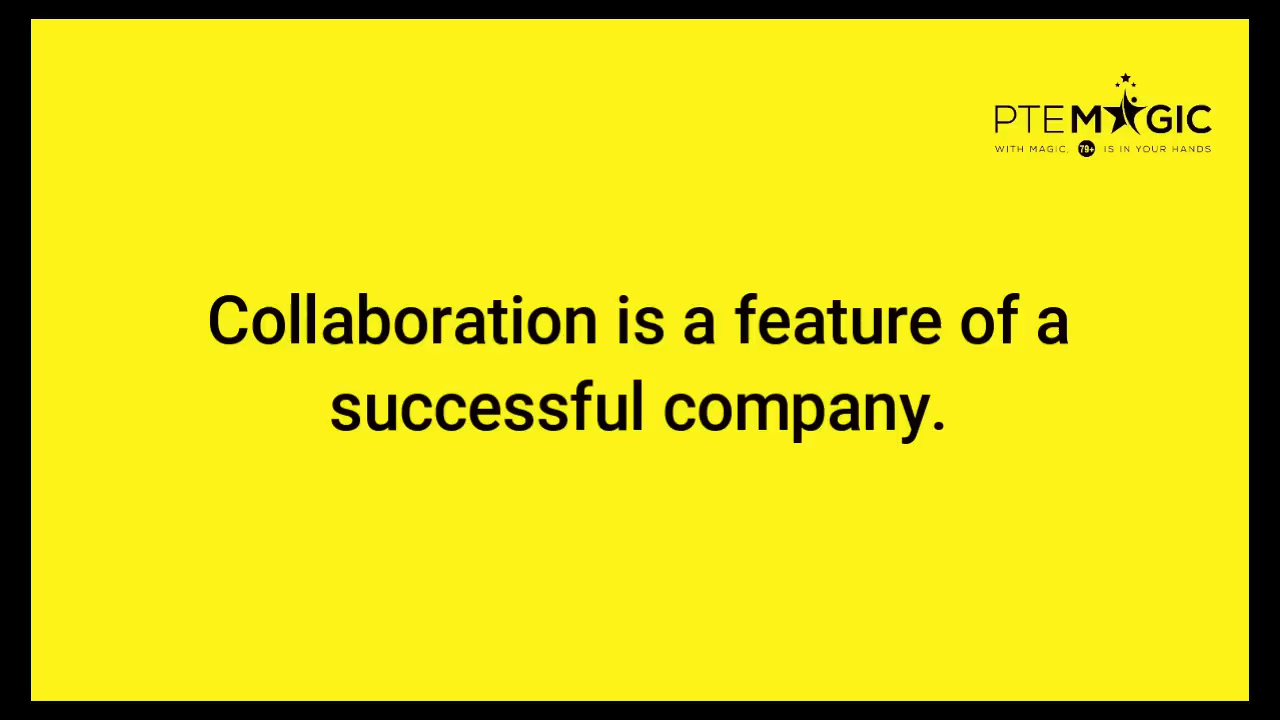 PTEMAGIC
WITH MAGIC, 79+ IS IN YOUR HANDS
Collaboration is a feature of a
successful company.